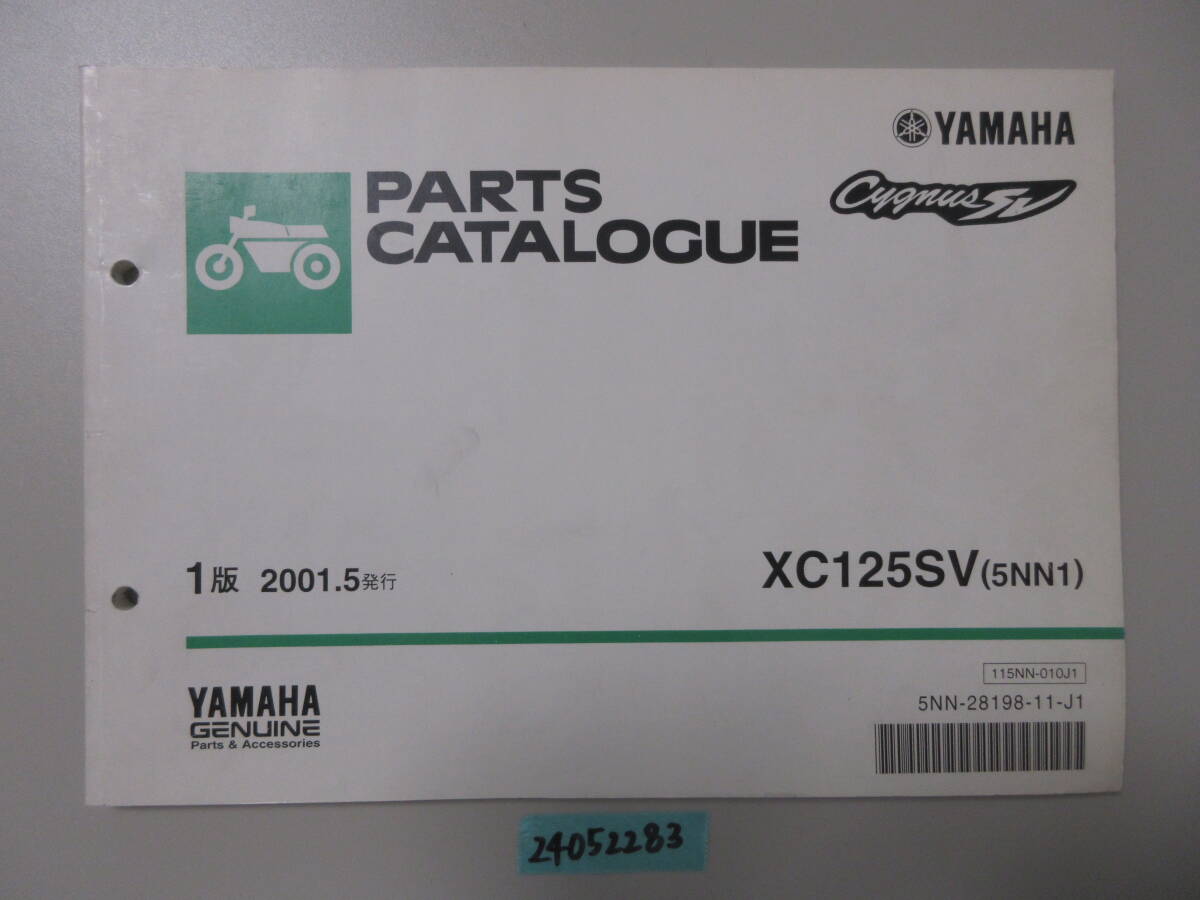 YAMAHA
Cygnus SV
PARTS
CATALOGUE
1版 2001.5発行
XC125SV(5NN1)
115NN-010J1
5NN-28198-11-J1
YAMAHA
GENUINE
Parts & Accessories
24052283